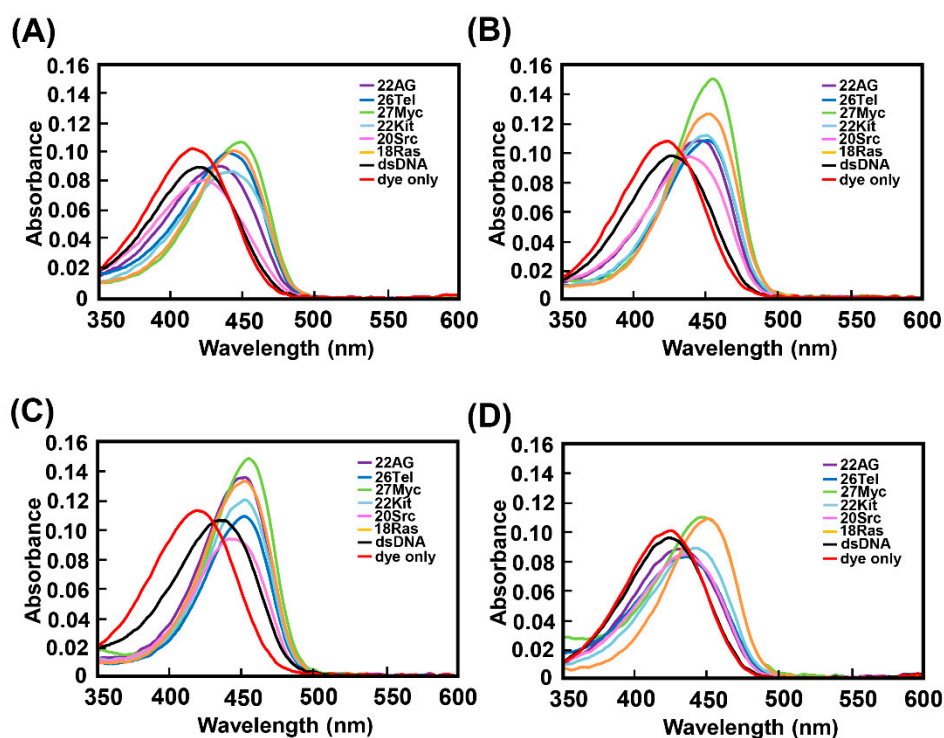 (A)
0.16
0.14
0.12
0.10
0.08
0.06
0.04
0.02
0
Absorbance
350 400 450 500 550 600
Wavelength (nm)
22AG
26Tel
27Myc
22Kit
20Src
18Ras
dsDNA
dye only
(B)
0.16
0.14
0.12
0.10
0.08
0.06
0.04
0.02
0
Absorbance
350 400 450 500 550 600
Wavelength (nm)
22AG
26Tel
27Myc
22Kit
20Src
18Ras
dsDNA
dye only
(C)
0.16
0.14
0.12
0.10
0.08
0.06
0.04
0.02
0
Absorbance
350 400 450 500 550 600
Wavelength (nm)
22AG
26Tel
27Myc
22Kit
20Src
18Ras
dsDNA
dye only
(D)
0.16
0.14
0.12
0.10
0.08
0.06
0.04
0.02
0
Absorbance
350 400 450 500 550 600
Wavelength (nm)
22AG
26Tel
27Myc
22Kit
20Src
18Ras
dsDNA
dye only